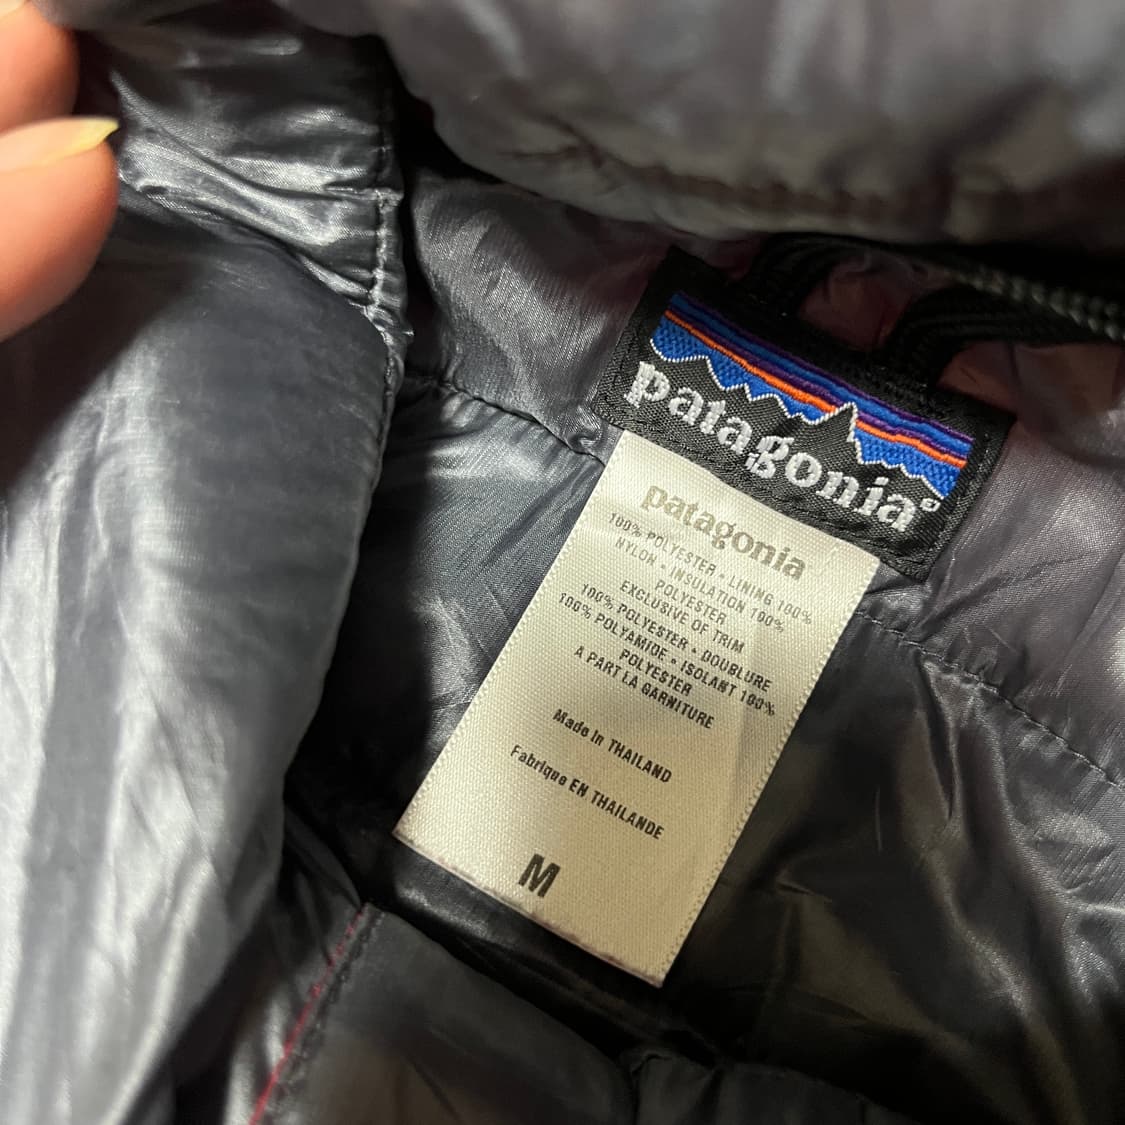 patagonia®
patagonia
100% POLYESTER • LINING 100%
NYLON • INSULATION 100%
POLYESTER
EXCLUSIVE OF TRIM
100% POLYESTER • DOUBLURE
100% POLYAMIDE • ISOLANT 100%
POLYESTER
A PART LA GARNITURE
Made in THAILAND
Fabrique EN THAILANDE
M